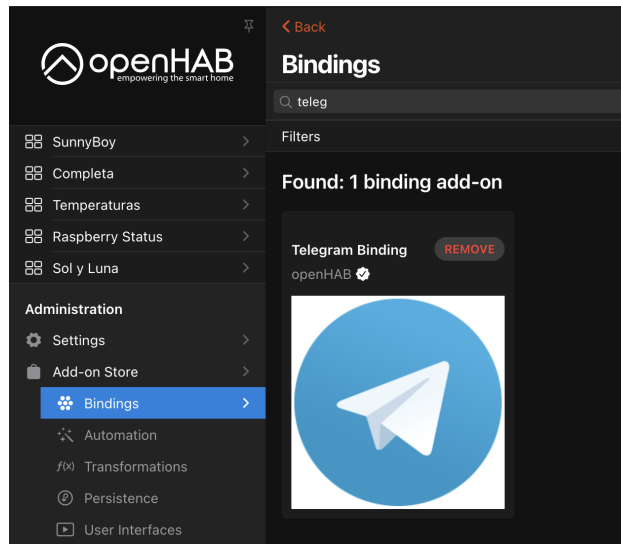 openHAB
empowering the smart home
SunnyBoy
Completa
Temperaturas
Raspberry Status
Sol y Luna
Administration
Settings
Add-on Store
Bindings
Automation
f(x) Transformations
Persistence
User Interfaces
Back
Bindings
teleg
Filters
Found: 1 binding add-on
Telegram Binding REMOVE
openHAB